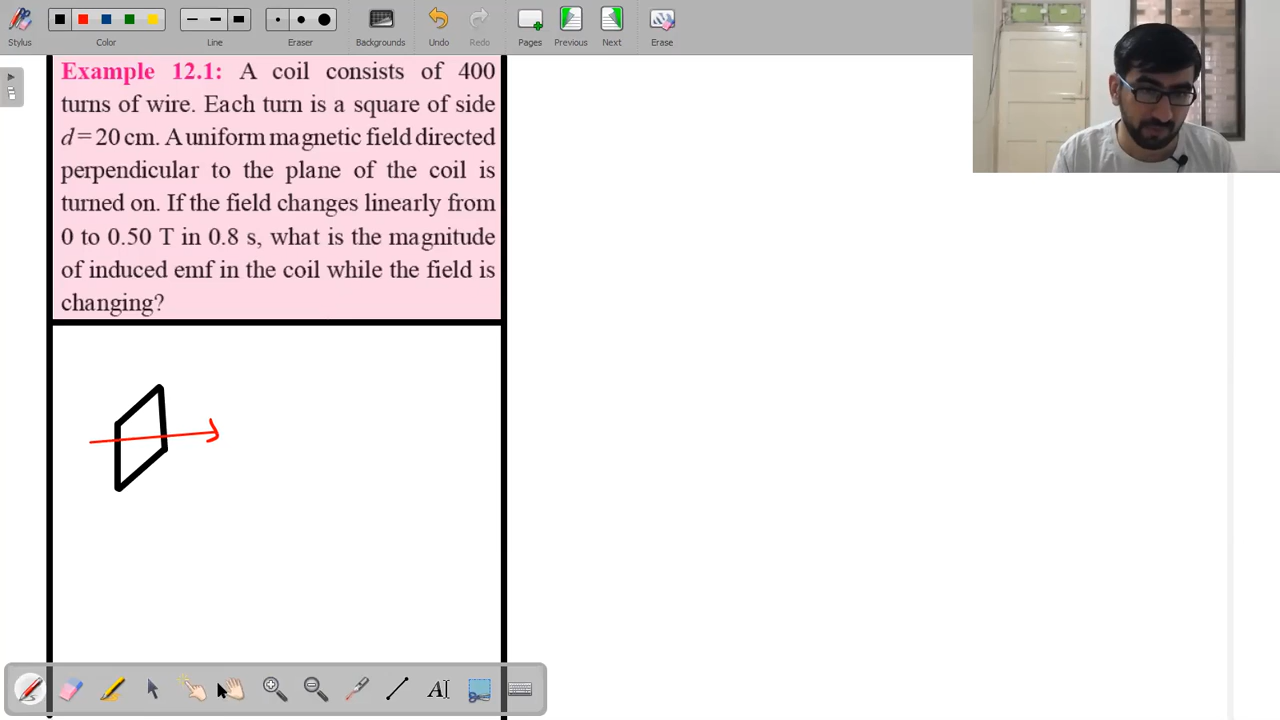 Stylus
Color
Line
Eraser
Backgrounds
Undo
Redo
Pages
Previous
Next
Erase
Example 12.1: A coil consists of 400
turns of wire. Each turn is a square of side
d = 20 cm. A uniform magnetic field directed
perpendicular to the plane of the coil is
turned on. If the field changes linearly from
0 to 0.50 T in 0.8 s, what is the magnitude
of induced emf in the coil while the field is
changing?
A